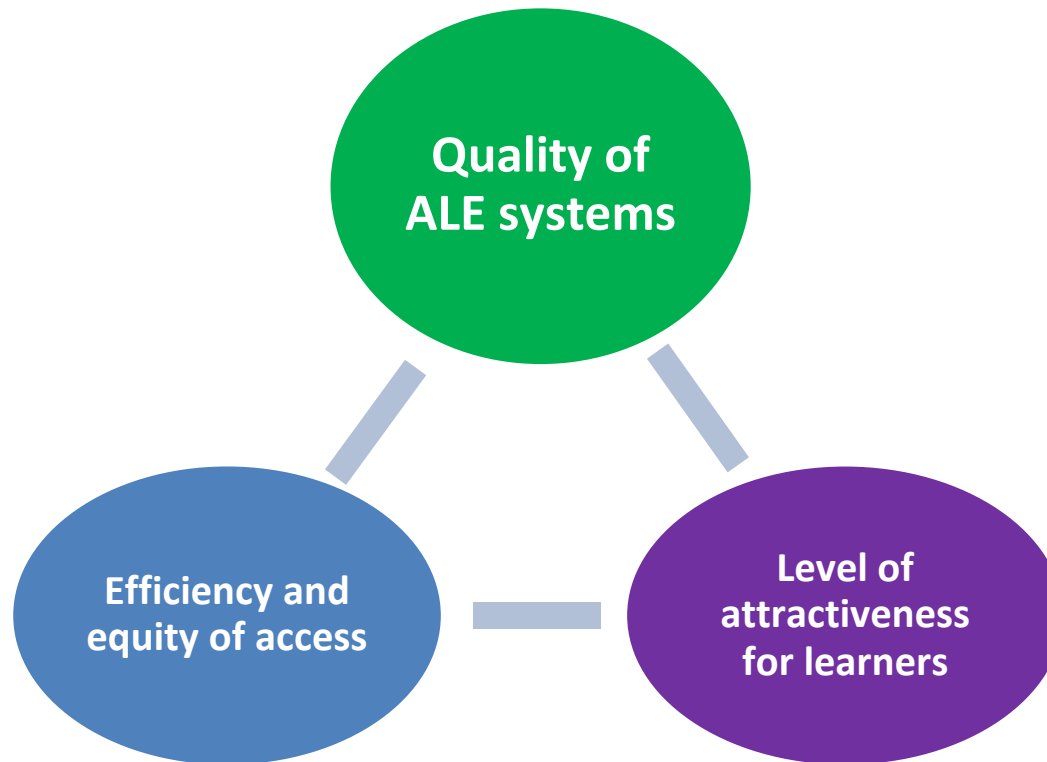 Quality of
ALE systems
Efficiency and
equity of access
Level of
attractiveness
for learners